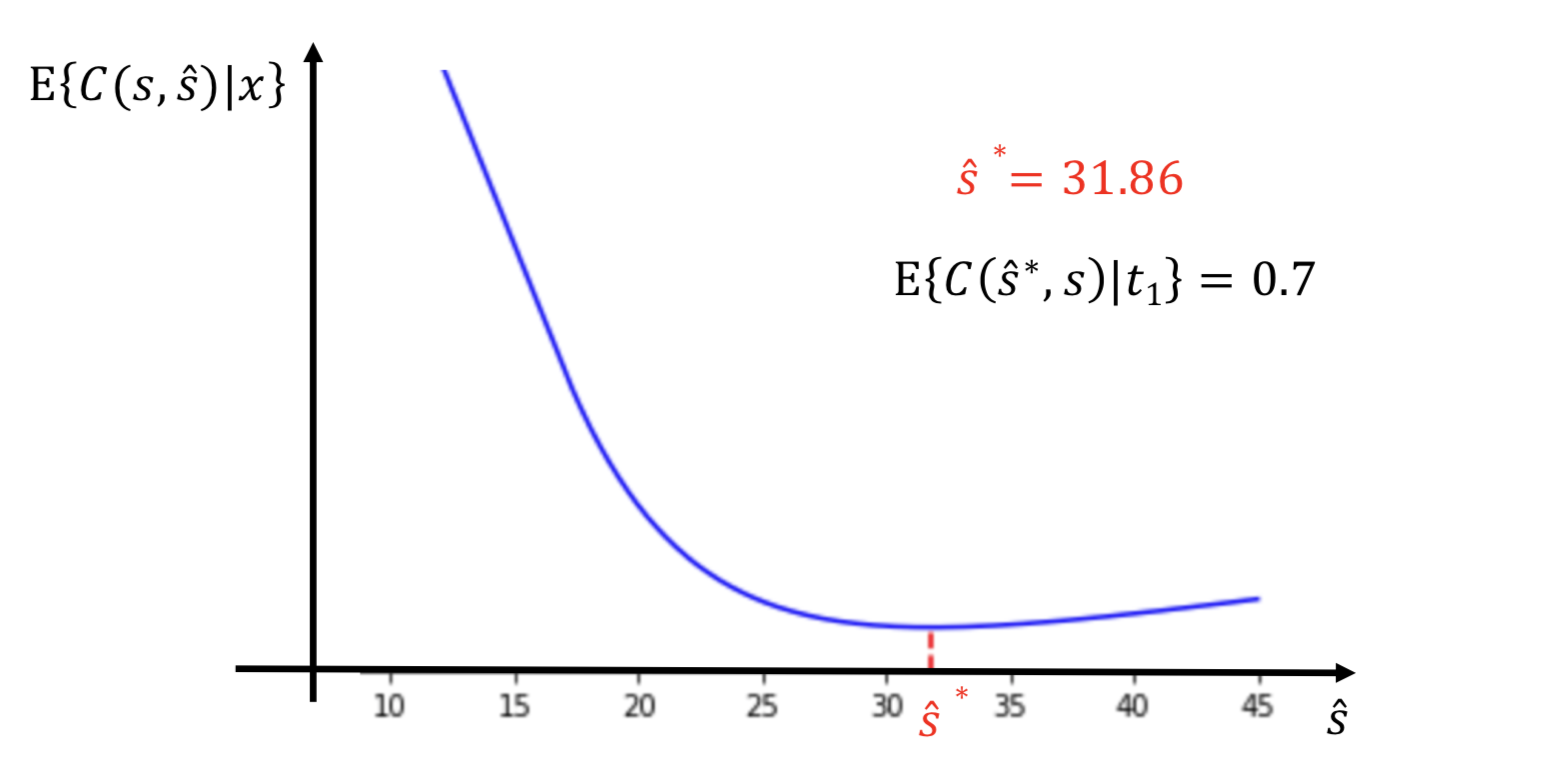 E{C(s, ŝ)|x}
ŝ* = 31.86
E{C(ŝ*, s)|t₁} = 0.7
10 15 20 25 30 ŝ* 35 40 45 ŝ